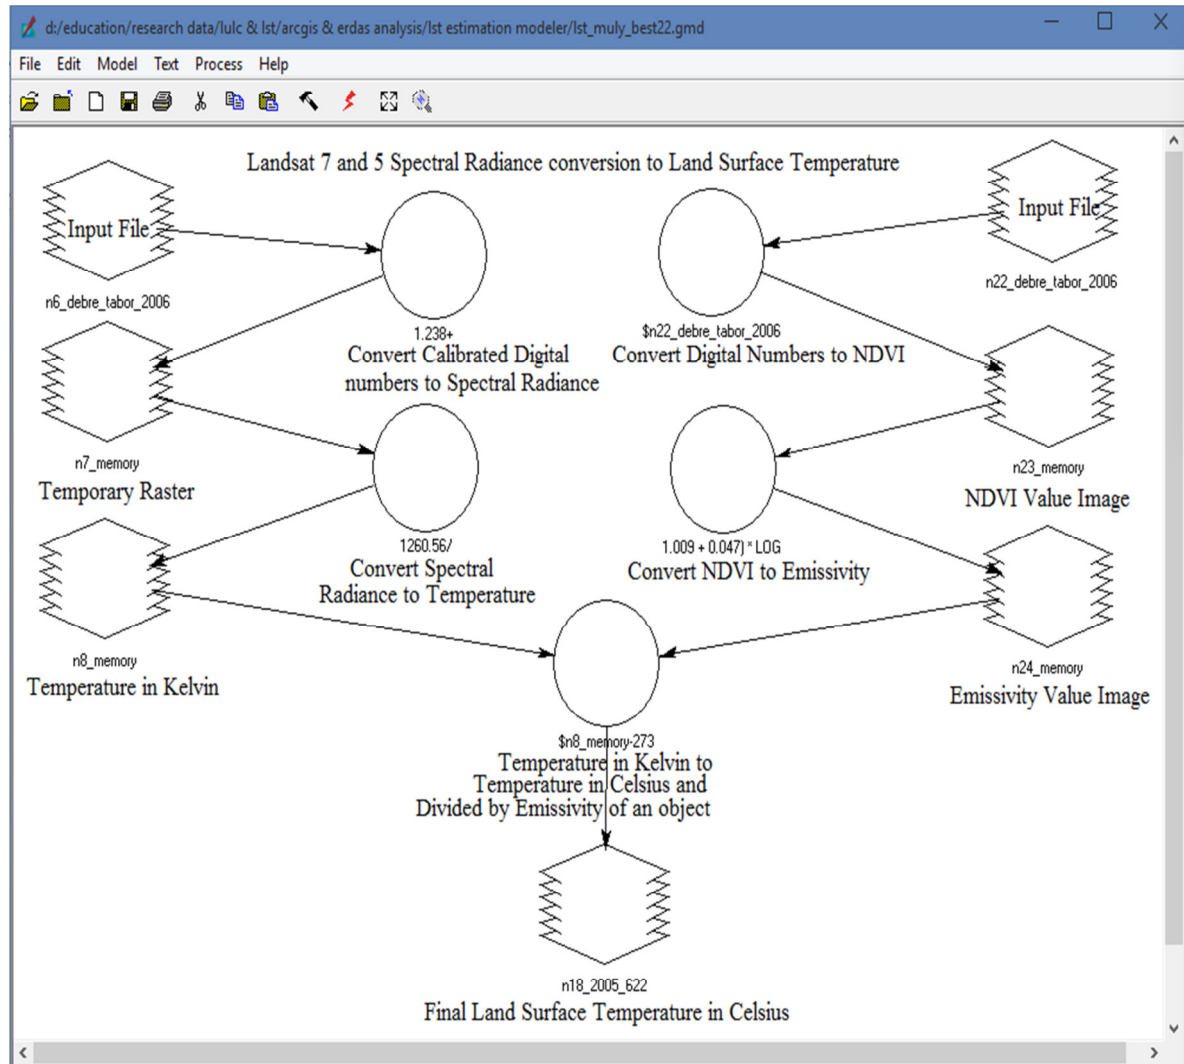 d:/education/research data/lulc & lst/arcgis & erdas analysis/lst estimation modeler/lst_muly_best22.gmd
File Edit Model Text Process Help
Landsat 7 and 5 Spectral Radiance conversion to Land Surface Temperature
Input File
Input File
n6_debre_tabor_2006
n22_debre_tabor_2006
1.238+
Convert Calibrated Digital
numbers to Spectral Radiance
$n22_debre_tabor_2006
Convert Digital Numbers to NDVI
n7_memory
Temporary Raster
n23_memory
NDVI Value Image
1260.56/
Convert Spectral
Radiance to Temperature
1.009 + 0.047) * LOG
Convert NDVI to Emissivity
n8_memory
Temperature in Kelvin
n24_memory
Emissivity Value Image
$n8_memory-273
Temperature in Kelvin to
Temperature in Celsius and
Divided by Emissivity of an object
n18_2005_622
Final Land Surface Temperature in Celsius